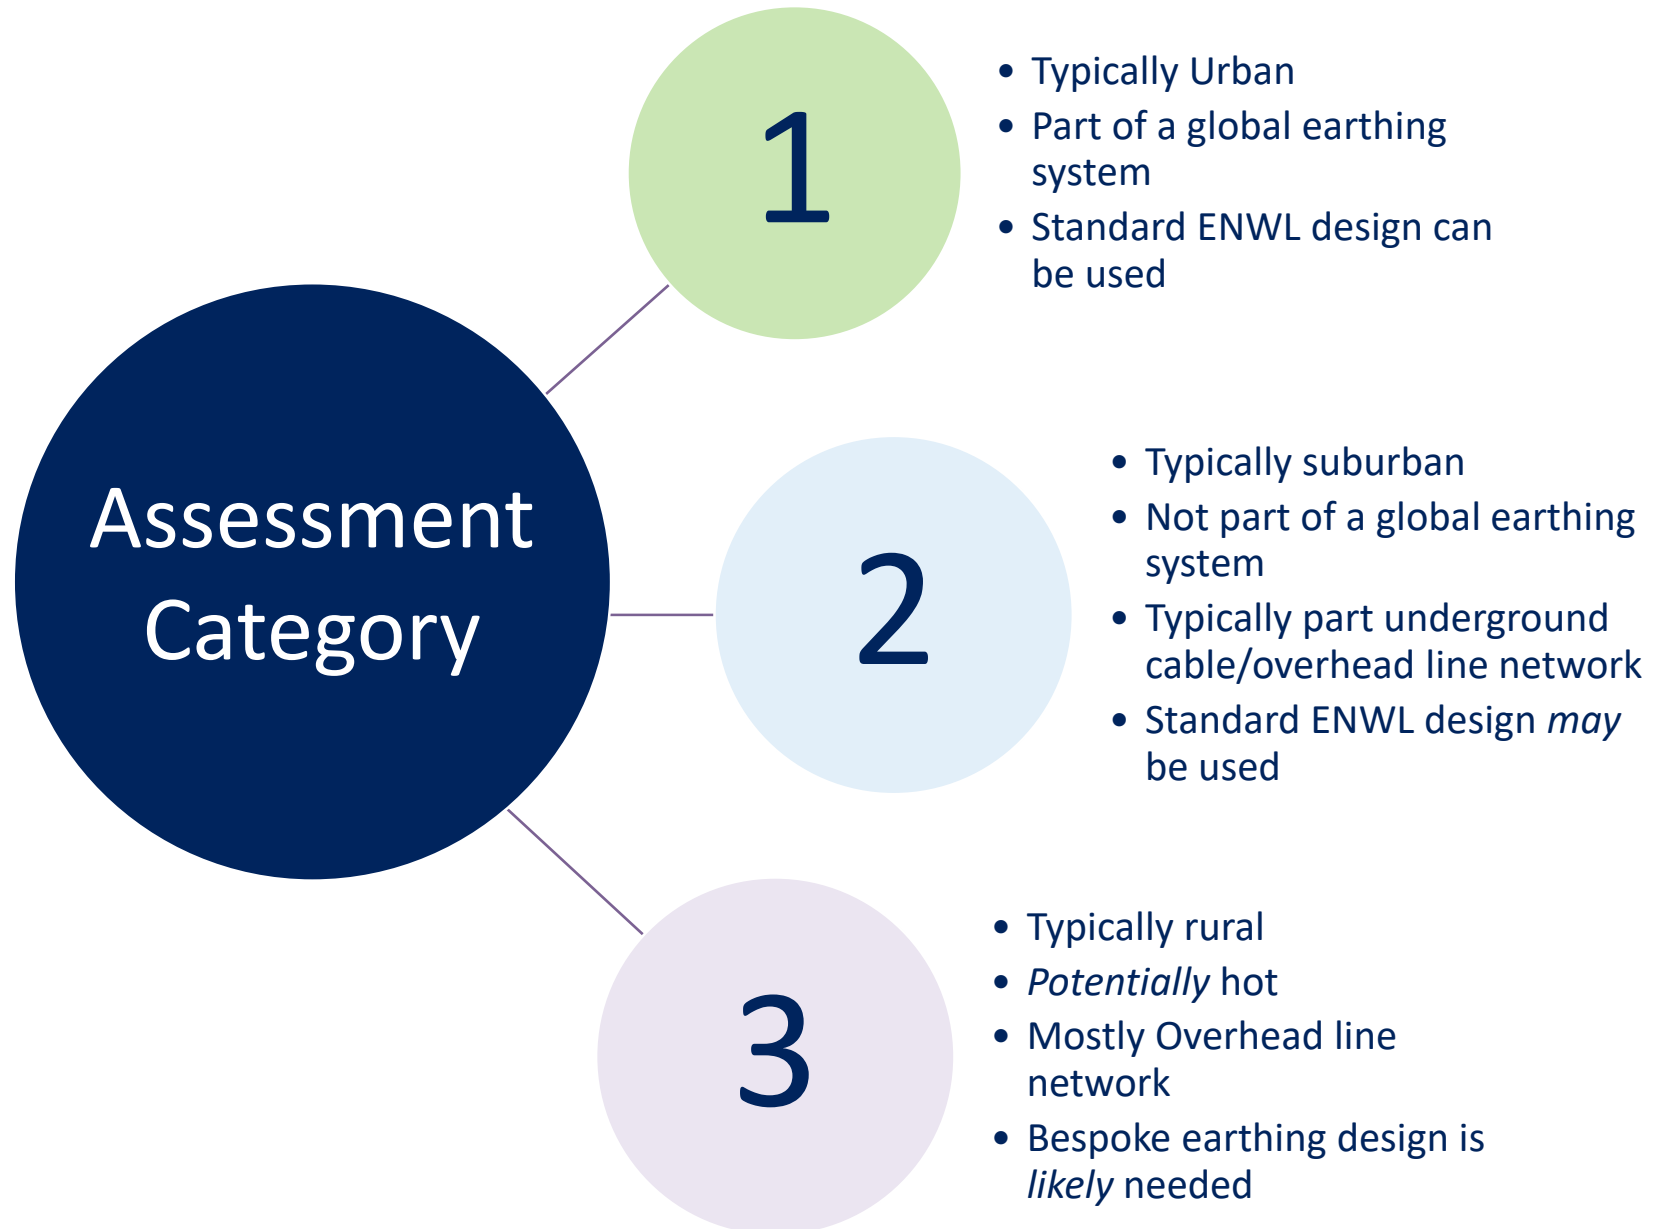 Assessment
Category
1
• Typically Urban
• Part of a global earthing
system
• Standard ENWL design can
be used
2
• Typically suburban
• Not part of a global earthing
system
• Typically part underground
cable/overhead line network
• Standard ENWL design may
be used
3
• Typically rural
• Potentially hot
• Mostly Overhead line
network
• Bespoke earthing design is
likely needed